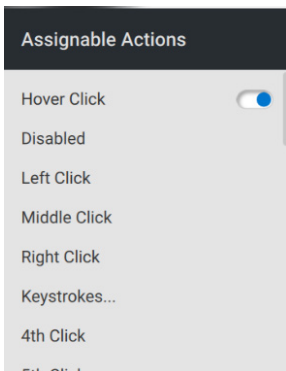 Assignable Actions
Hover Click
Disabled
Left Click
Middle Click
Right Click
Keystrokes...
4th Click